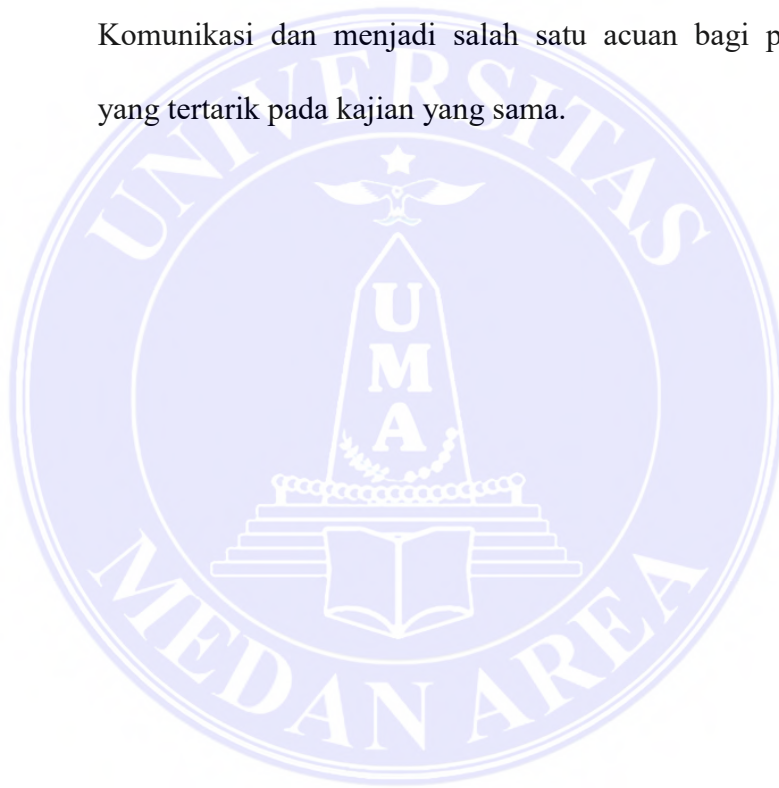 Komunikasi dan menjadi salah satu acuan bagi p
yang tertarik pada kajian yang sama.
UNIVERSITAS
U
M
A
MEDAN AREA